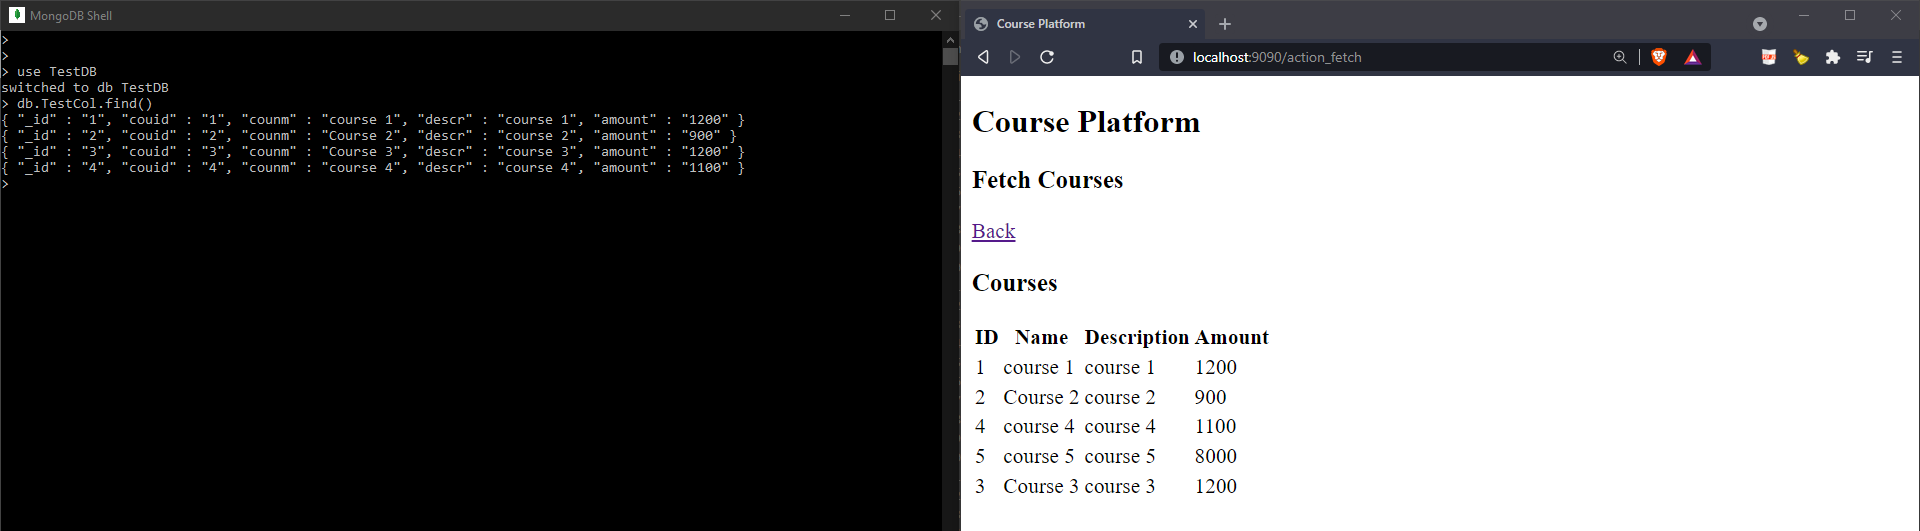 MongoDB Shell
>
>
> use TestDB
switched to db TestDB
> db.TestCol.find()
{ "_id" : "1", "couid" : "1", "counm" : "course 1", "descr" : "course 1", "amount" : "1200" }
{ "_id" : "2", "couid" : "2", "counm" : "Course 2", "descr" : "course 2", "amount" : "900" }
{ "_id" : "3", "couid" : "3", "counm" : "Course 3", "descr" : "course 3", "amount" : "1200" }
{ "_id" : "4", "couid" : "4", "counm" : "course 4", "descr" : "course 4", "amount" : "1100" }
>
Course Platform
localhost:9090/action_fetch
Course Platform
Fetch Courses
Back
Courses
ID Name Description Amount
1 course 1 course 1 1200
2 Course 2 course 2 900
4 course 4 course 4 1100
5 course 5 course 5 8000
3 Course 3 course 3 1200